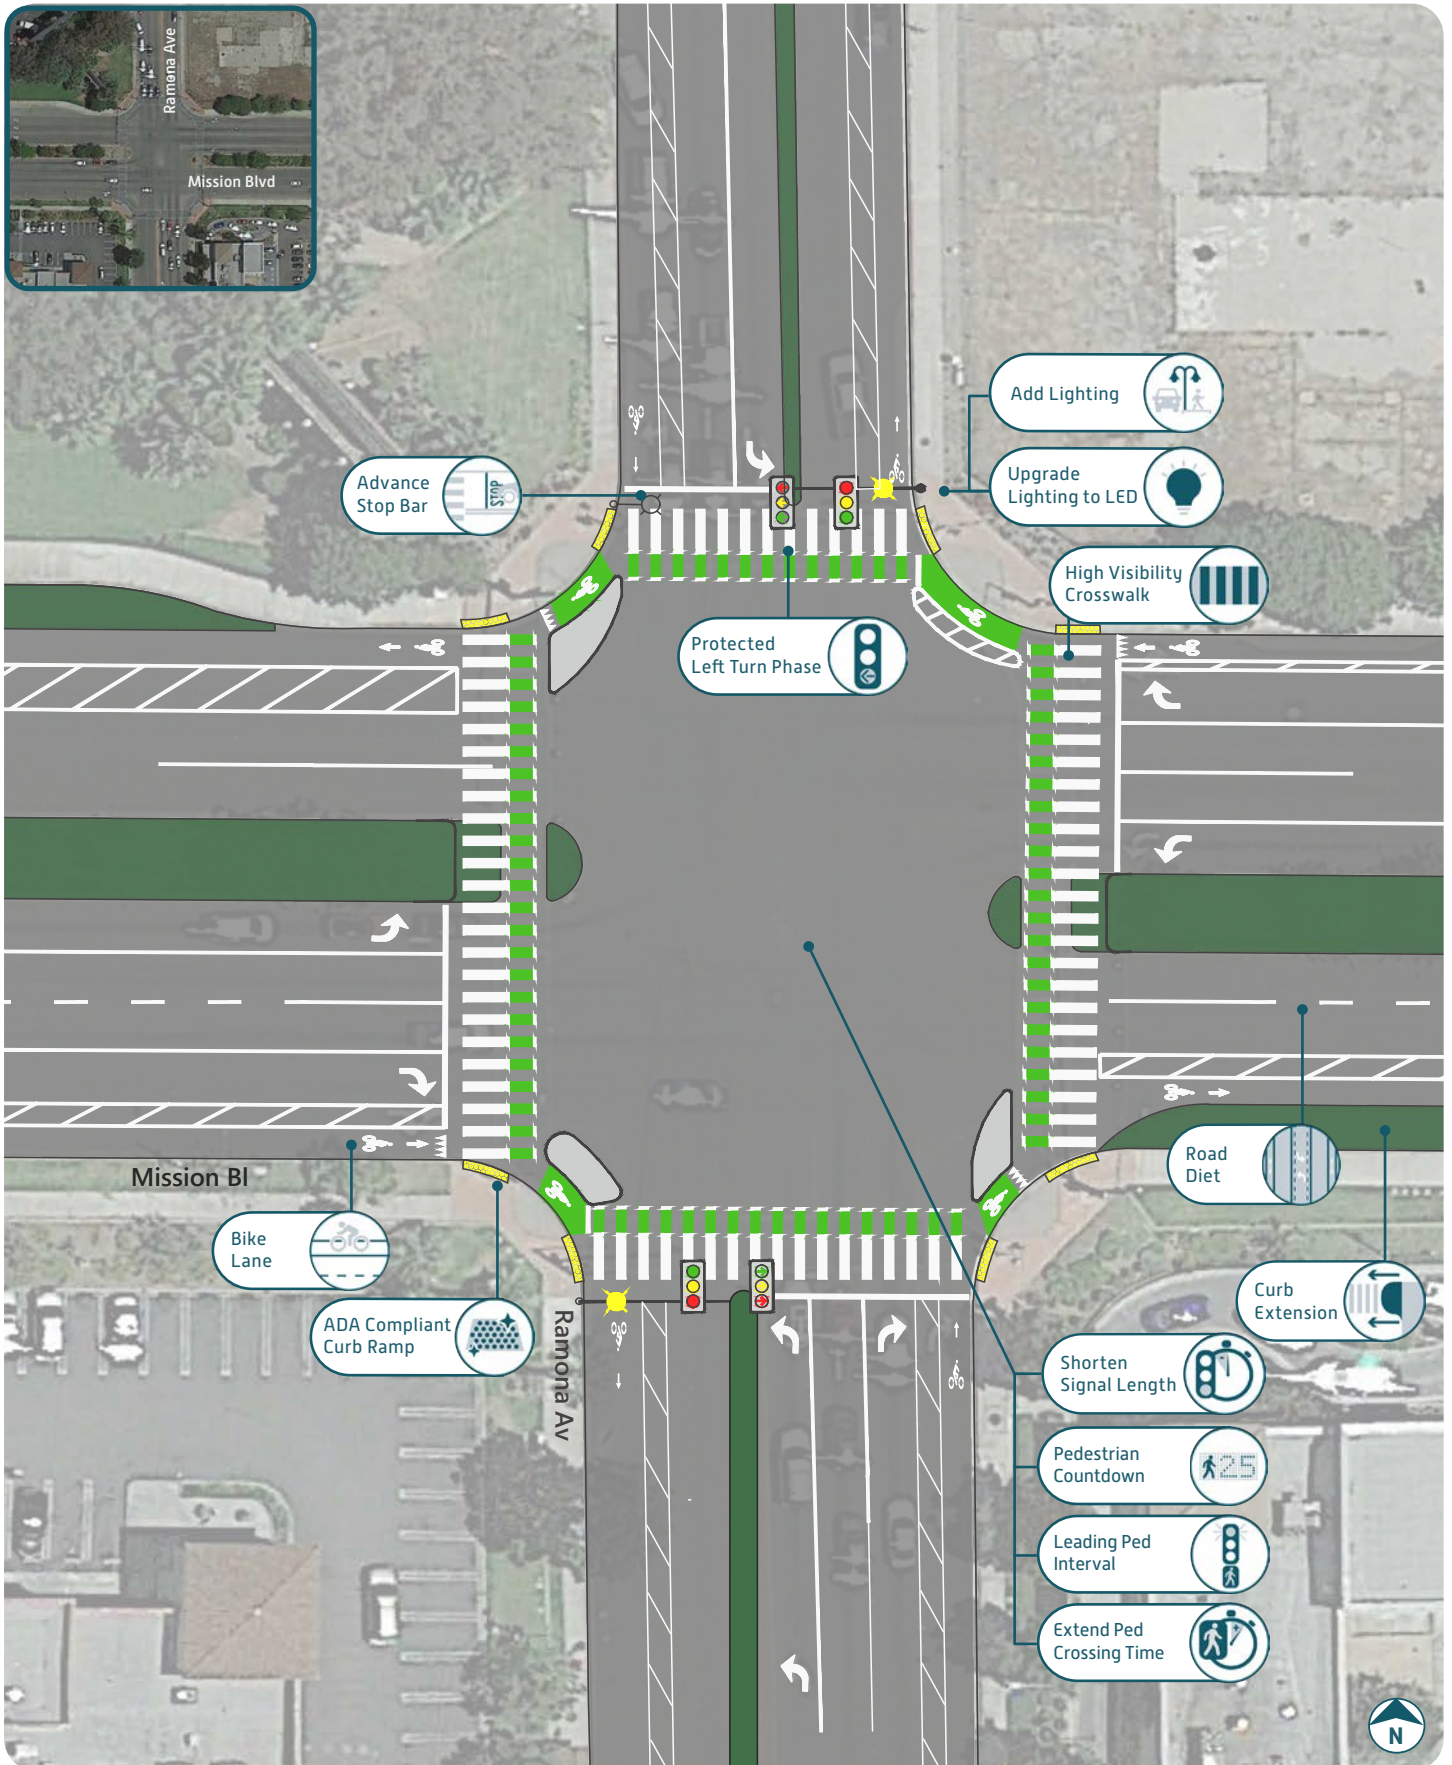 Ramona Ave
Mission Blvd
Add Lighting
Upgrade
Lighting to LED
Advance
Stop Bar
STOP
High Visibility
Crosswalk
Protected
Left Turn Phase
Mission Bl
Road
Diet
Bike
Lane
Curb
Extension
ADA Compliant
Curb Ramp
Ramona Av
Shorten
Signal Length
Pedestrian
Countdown
25
Leading Ped
Interval
Extend Ped
Crossing Time
N